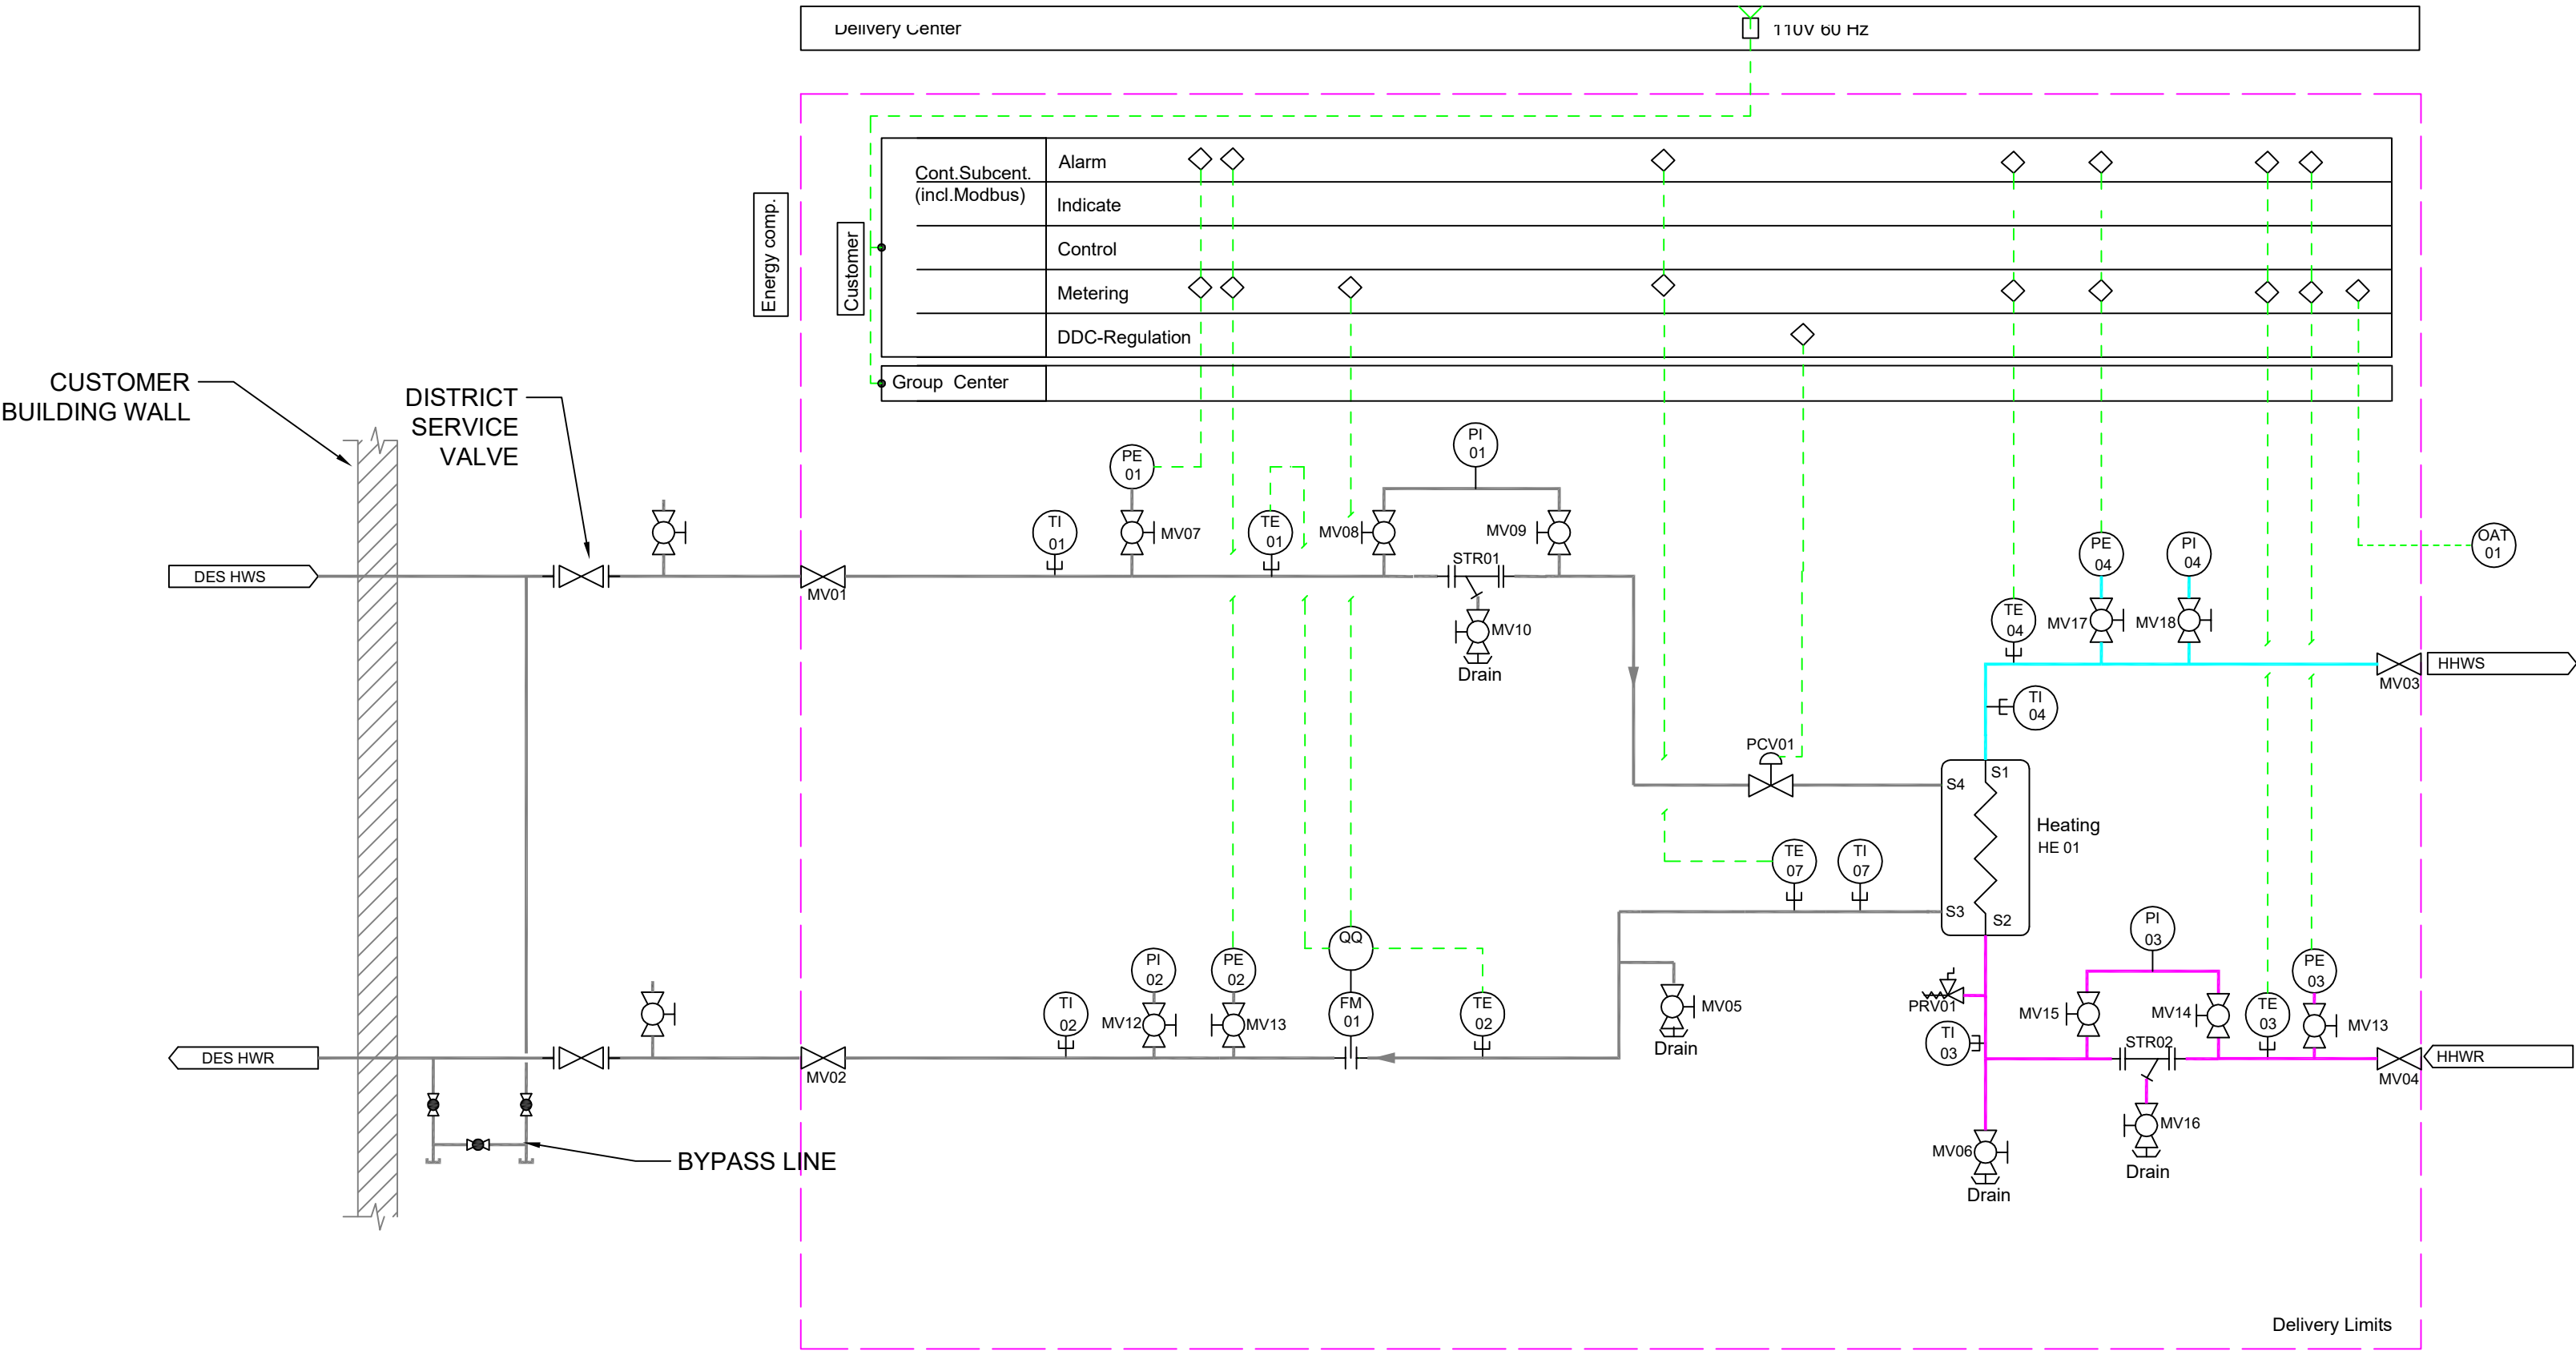 Delivery Center
110V 60 Hz
Energy comp.
Customer
Cont.Subcent.
(incl.Modbus)
Alarm
Indicate
Control
Metering
DDC-Regulation
Group Center
CUSTOMER
BUILDING WALL
DISTRICT
SERVICE
VALVE
PI
01
PE
01
TI
01
MV07
TE
01
MV08
MV09
STR01
OAT
01
PE
04
PI
04
DES HWS
MV01
MV10
Drain
TE
04
MV17
MV18
HHWS
MV03
TI
04
PCV01
S4
S1
Heating
HE 01
TE
07
TI
07
S3
S2
QQ
PI
03
PI
02
PE
02
PE
03
TI
02
MV12
MV13
FM
01
TE
02
MV05
Drain
PRV01
MV15
MV14
TE
03
MV13
TI
03
STR02
DES HWR
MV02
HHWR
MV04
MV16
Drain
MV06
Drain
BYPASS LINE
Delivery Limits